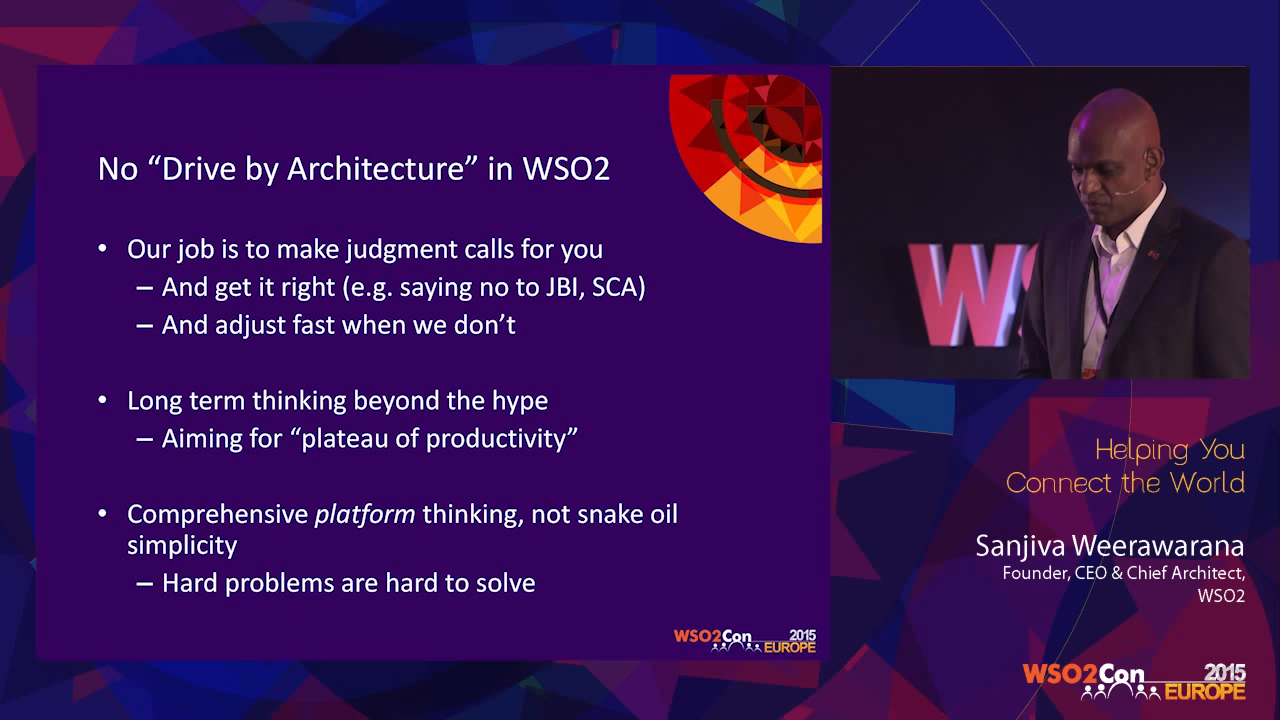 No “Drive by Architecture” in WSO2
• Our job is to make judgment calls for you
– And get it right (e.g. saying no to JBI, SCA)
– And adjust fast when we don’t
• Long term thinking beyond the hype
– Aiming for “plateau of productivity”
• Comprehensive platform thinking, not snake oil
simplicity
– Hard problems are hard to solve
WSO2Con 2015
EUROPE
WS
Helping You
Connect the World
Sanjiva Weerawarana
Founder, CEO & Chief Architect,
WSO2
WSO2Con 2015
EUROPE